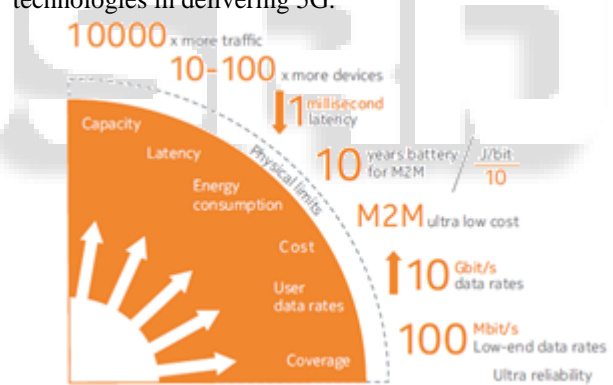 technologies in delivering 5G.
10000 x more traffic
10-100 x more devices
1 millisecond
latency
10 years battery
for M2M
J/bit
10
M2M ultra low cost
10 Gbit/s
data rates
100 Mbit/s
Low-end data rates
Ultra reliability
Physical limits
Capacity
Latency
Energy
consumption
Cost
User
data rates
Coverage